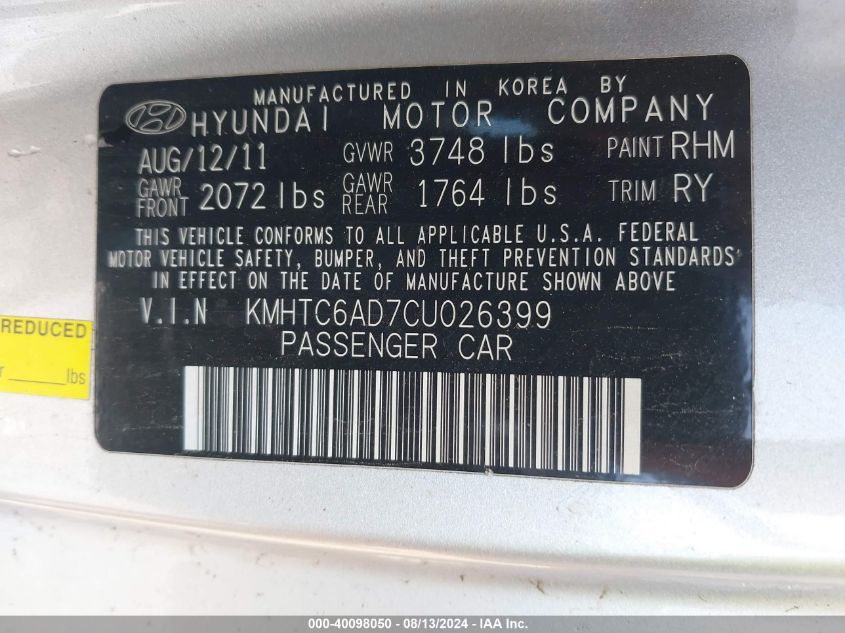 MANUFACTURED IN KOREA BY
HYUNDAI MOTOR COMPANY
AUG/12/11 GVWR 3748 lbs PAINT RHM
GAWR FRONT 2072 lbs GAWR REAR 1764 lbs TRIM RY
THIS VEHICLE CONFORMS TO ALL APPLICABLE U.S.A. FEDERAL
MOTOR VEHICLE SAFETY, BUMPER, AND THEFT PREVENTION STANDARDS
IN EFFECT ON THE DATE OF MANUFACTURE SHOWN ABOVE
V.I.N KMHTC6AD7CU026399
PASSENGER CAR
REDUCED
lbs
000-40098050 - 08/13/2024 - IAA Inc.